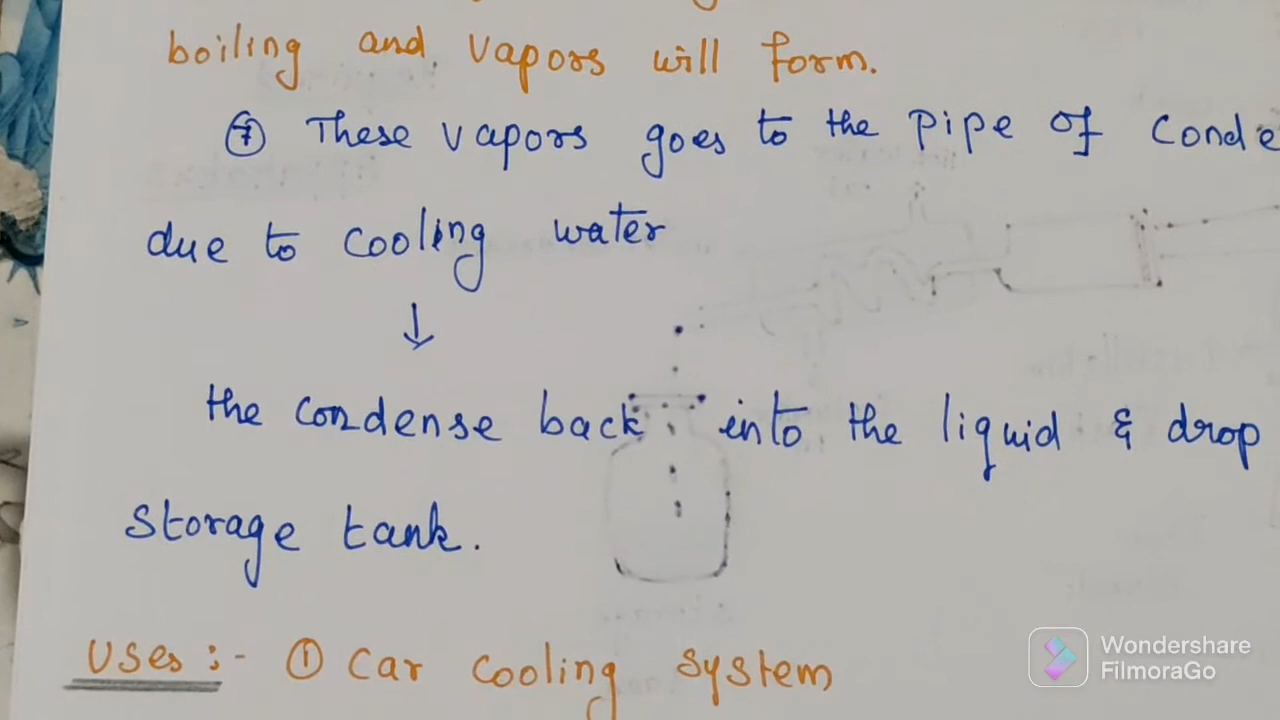 boiling and vapors will form.
⑦ These vapors goes to the pipe of conde
due to cooling water
↓
the condense back into the liquid & drop
storage tank.
Uses :- ① Car cooling system
Wondershare
FilmoraGo